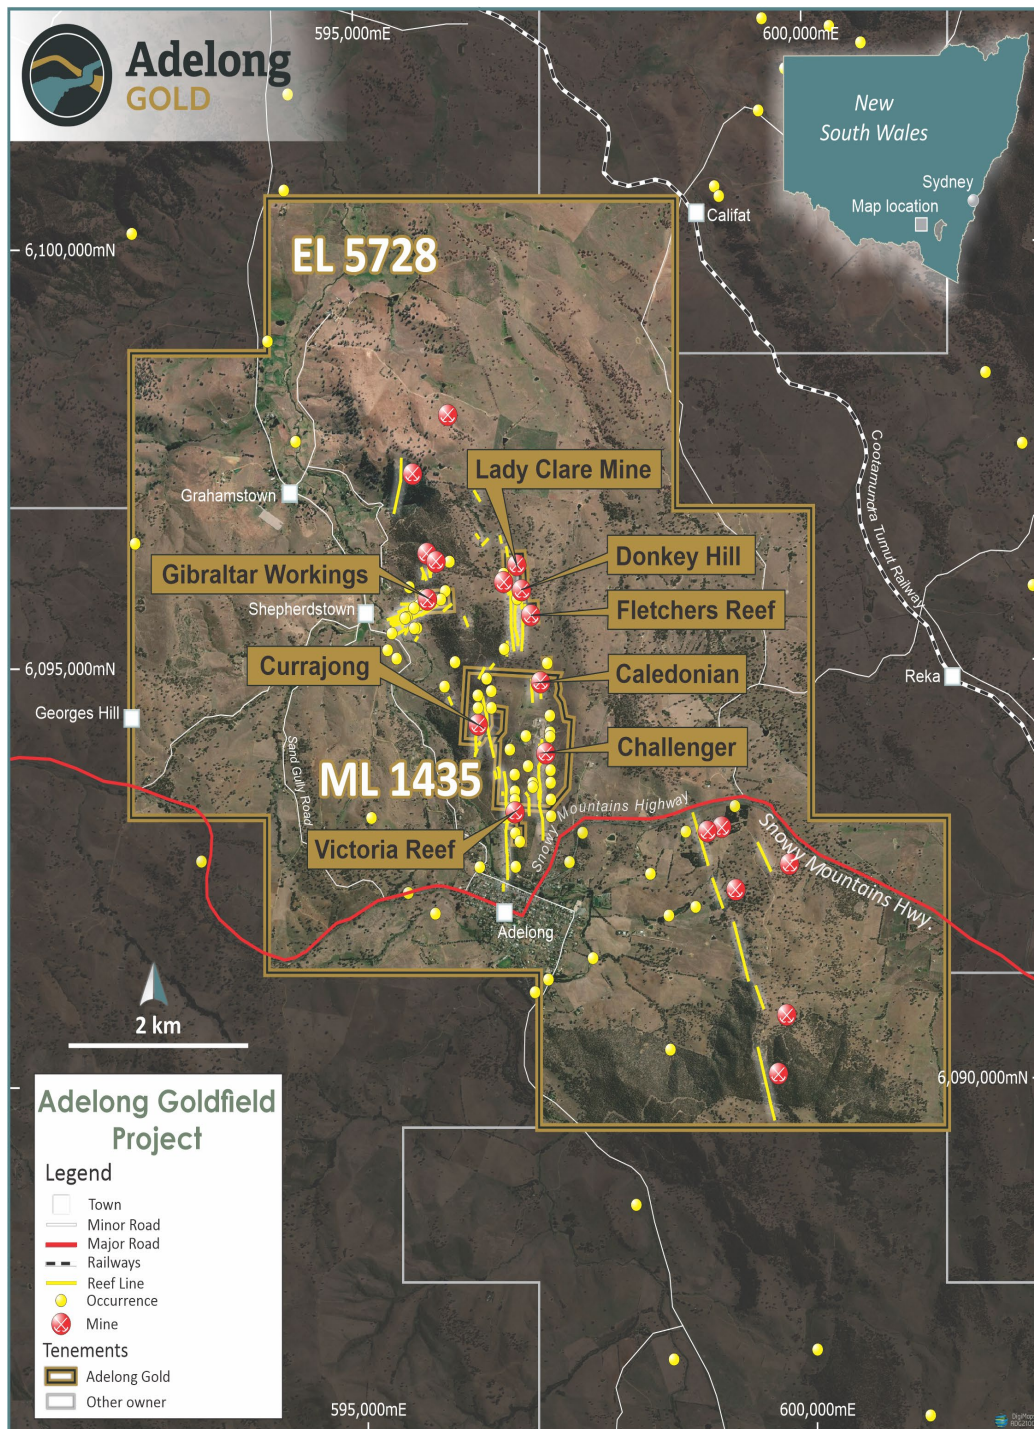 Adelong
GOLD
595,000mE
600,000mE
New
South Wales
Sydney
Map location
Califat
6,100,000mN
EL 5728
Cootamundra Tumut Railway
Lady Clare Mine
Grahamstown
Donkey Hill
Gibraltar Workings
Shepherdstown
Fletchers Reef
6,095,000mN
Currajong
Caledonian
Reka
Georges Hill
Challenger
Sand Gully Road
ML 1435
Snowy Mountains Highway
Snowy Mountains Hwy.
Victoria Reef
Adelong
2 km
6,090,000mN
Adelong Goldfield
Project
Legend
Town
Minor Road
Major Road
Railways
Reef Line
Occurrence
Mine
Tenements
Adelong Gold
Other owner
595,000mE
600,000mE